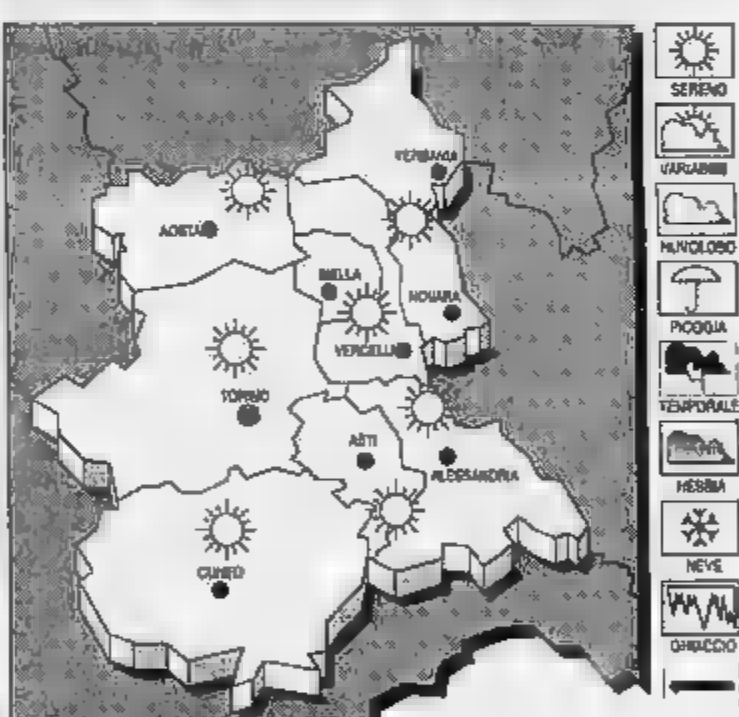 SERENO
VERBANIA
VARIABILE
AOSTA
NUVOLOSO
BIELLA
NOVARA
PIOGGIA
VERCELLI
TEMPORALE
TORINO
ASTI
ALESSANDRIA
NEBBIA
CUNEO
NEVE
GHIACCIO